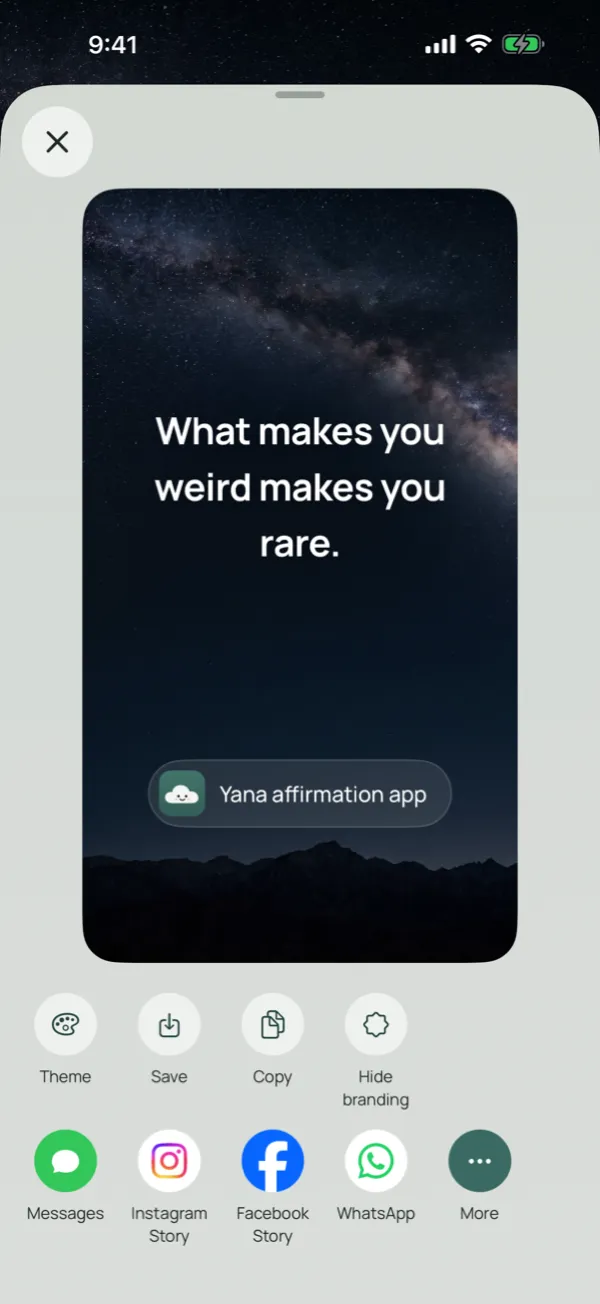 9:41
What makes you
weird makes you
rare.
Yana affirmation app
Theme
Save
Copy
Hide
branding
Messages
Instagram
Story
Facebook
Story
WhatsApp
More